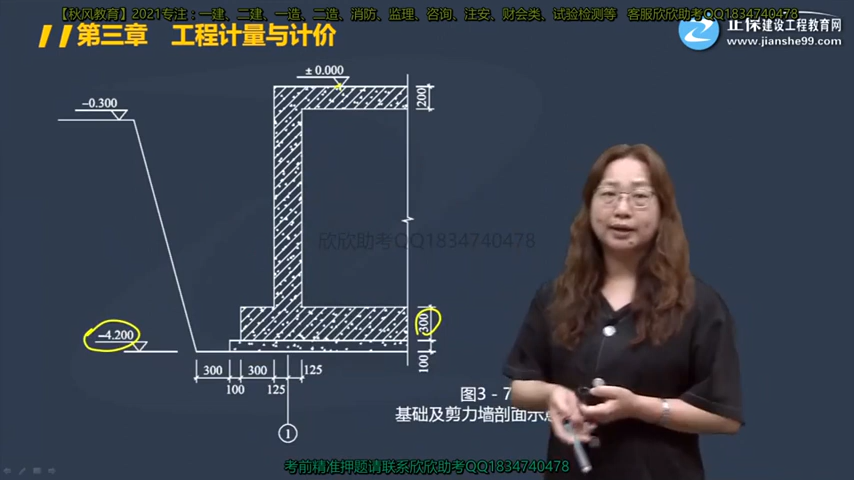 【秋风教育】2021专注：一建、二建、一造、二造、消防、监理、咨询、注安、财会类、试验检测等 客服欣欣助考QQ1834740478
第三章 工程计量与计价
正保建设工程教育网
www.jianshe99.com
±0.000
-0.300
200
欣欣助考QQ1834740478
300
-4.200
300
300
125
100
125
100
图3-7
基础及剪力墙剖面示意
1
考前精准押题请联系欣欣助考QQ1834740478